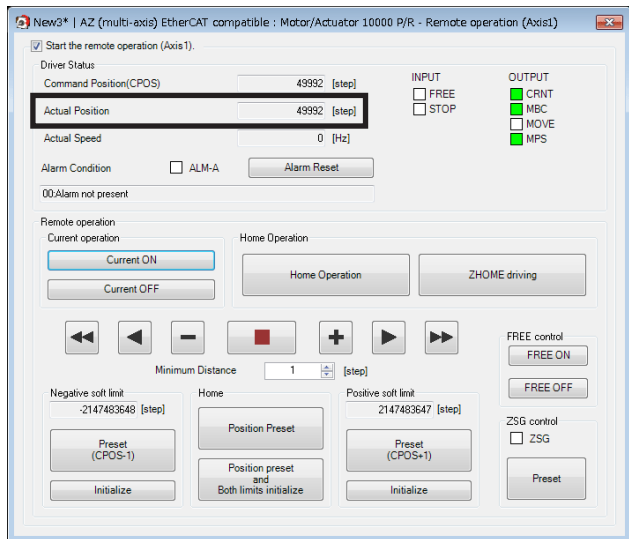 New3* | AZ (multi-axis) EtherCAT compatible : Motor/Actuator 10000 P/R - Remote operation (Axis1)
Start the remote operation (Axis1).
Driver Status
Command Position(CPOS) 49992 [step]
Actual Position 49992 [step]
Actual Speed 0 [Hz]
Alarm Condition ALM-A Alarm Reset
00:Alarm not present
INPUT
FREE
STOP
OUTPUT
CRNT
MBC
MOVE
MPS
Remote operation
Current operation
Current ON
Current OFF
Home Operation
Home Operation
ZHOME driving
Minimum Distance 1 [step]
FREE control
FREE ON
FREE OFF
Negative soft limit
-2147483648 [step]
Preset
(CPOS-1)
Initialize
Home
Position Preset
Position preset
and
Both limits initialize
Positive soft limit
2147483647 [step]
Preset
(CPOS+1)
Initialize
ZSG control
ZSG
Preset